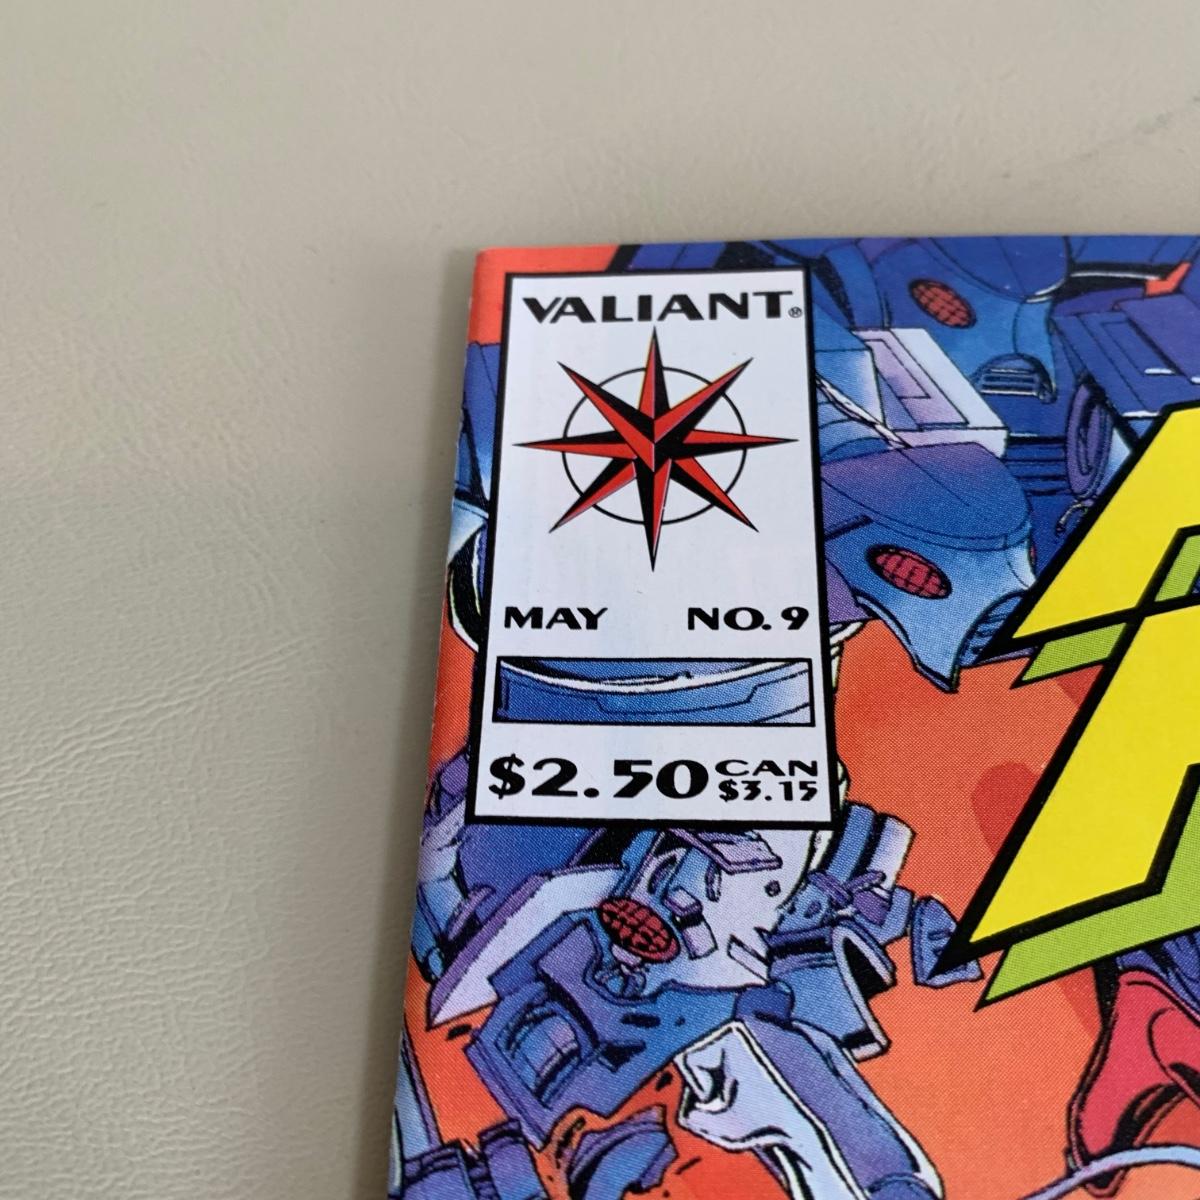 VALIANT®
MAY NO. 9
$2.50 CAN
$3.15